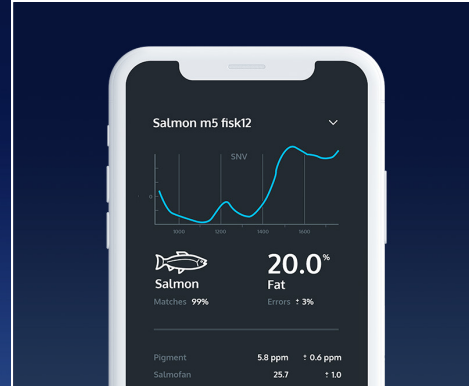 Salmon m5 fisk12
SNV
0
1000 1200 1400 1600
Salmon
Matches 99%
20.0%
Fat
Errors ± 3%
Pigment 5.8 ppm ± 0.6 ppm
Salmofan 25.7 ± 1.0